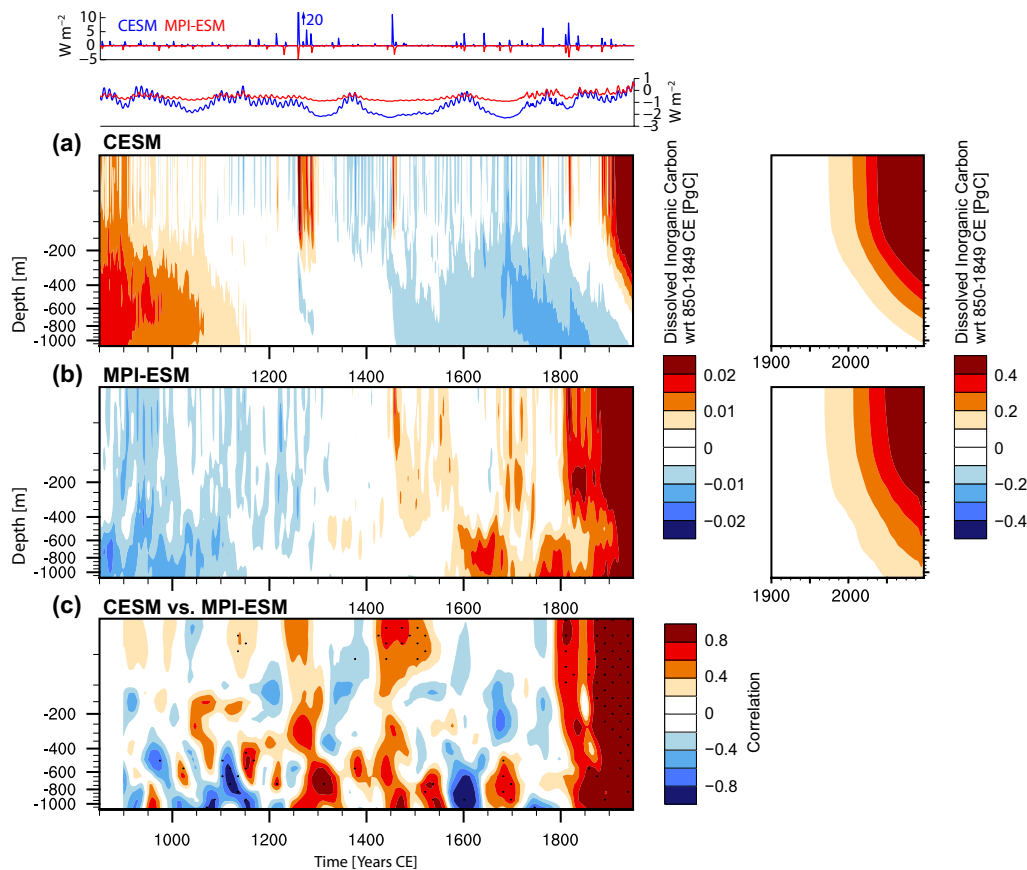 10
5
0
−5
W m−2
CESM MPI-ESM
20
1
0
−1
−2
−3
W m−2
(a) CESM
-200
-400
-600
-800
-1000
Depth [m]
1200 1400 1600 1800
1900 2000
Dissolved Inorganic Carbon
wrt 850-1849 CE [PgC]
0.02
0.01
0
−0.01
−0.02
Dissolved Inorganic Carbon
wrt 850-1849 CE [PgC]
0.4
0.2
0
−0.2
−0.4
(b) MPI-ESM
-200
-400
-600
-800
-1000
Depth [m]
1200 1400 1600 1800
1900 2000
(c) CESM vs. MPI-ESM
-200
-400
-600
-800
-1000
Depth [m]
1000 1200 1400 1600 1800
Time [Years CE]
0.8
0.4
0
−0.4
−0.8
Correlation